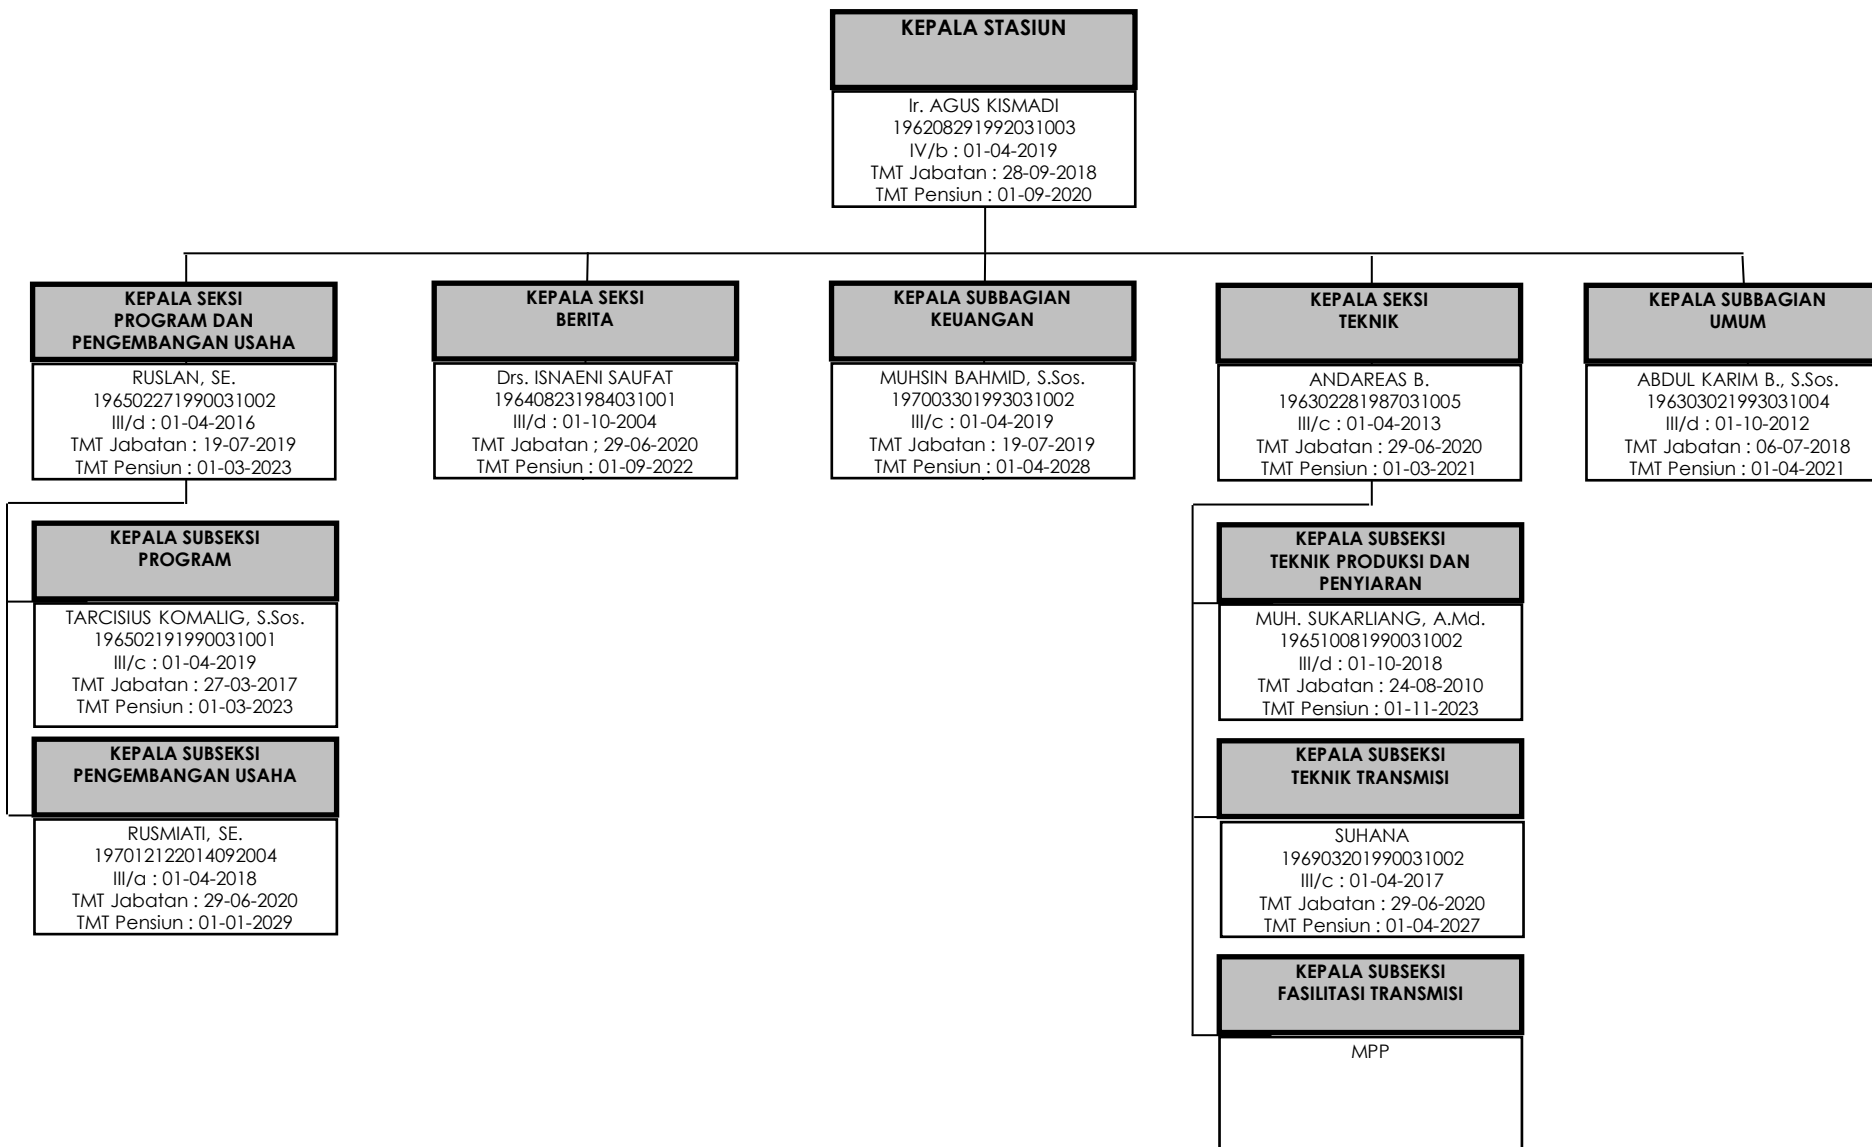 KEPALA STASIUN
Ir. AGUS KISMADI
196208291992031003
IV/b : 01-04-2019
TMT Jabatan : 28-09-2018
TMT Pensiun : 01-09-2020
KEPALA SEKSI
PROGRAM DAN
PENGEMBANGAN USAHA
RUSLAN, SE.
196502271990031002
III/d : 01-04-2016
TMT Jabatan : 19-07-2019
TMT Pensiun : 01-03-2023
KEPALA SEKSI
BERITA
Drs. ISNAENI SAUFAT
196408231984031001
III/d : 01-10-2004
TMT Jabatan ; 29-06-2020
TMT Pensiun : 01-09-2022
KEPALA SUBBAGIAN
KEUANGAN
MUHSIN BAHMID, S.Sos.
197003301993031002
III/c : 01-04-2019
TMT Jabatan : 19-07-2019
TMT Pensiun : 01-04-2028
KEPALA SEKSI
TEKNIK
ANDAREAS B.
196302281987031005
III/c : 01-04-2013
TMT Jabatan : 29-06-2020
TMT Pensiun : 01-03-2021
KEPALA SUBBAGIAN
UMUM
ABDUL KARIM B., S.Sos.
196303021993031004
III/d : 01-10-2012
TMT Jabatan : 06-07-2018
TMT Pensiun : 01-04-2021
KEPALA SUBSEKSI
PROGRAM
TARCISIUS KOMALIG, S.Sos.
196502191990031001
III/c : 01-04-2019
TMT Jabatan : 27-03-2017
TMT Pensiun : 01-03-2023
KEPALA SUBSEKSI
PENGEMBANGAN USAHA
RUSMIATI, SE.
197012122014092004
III/a : 01-04-2018
TMT Jabatan : 29-06-2020
TMT Pensiun : 01-01-2029
KEPALA SUBSEKSI
TEKNIK PRODUKSI DAN
PENYIARAN
MUH. SUKARLIANG, A.Md.
196510081990031002
III/d : 01-10-2018
TMT Jabatan : 24-08-2010
TMT Pensiun : 01-11-2023
KEPALA SUBSEKSI
TEKNIK TRANSMISI
SUHANA
196903201990031002
III/c : 01-04-2017
TMT Jabatan : 29-06-2020
TMT Pensiun : 01-04-2027
KEPALA SUBSEKSI
FASILITASI TRANSMISI
MPP